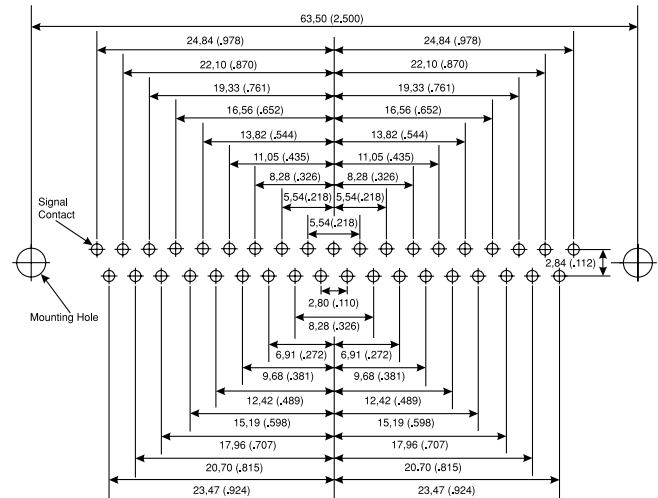 63,50 (2.500)
24,84 (.978) 24,84 (.978)
22,10 (.870) 22,10 (.870)
19,33 (.761) 19,33 (.761)
16,56 (.652) 16,56 (.652)
13,82 (.544) 13,82 (.544)
11,05 (.435) 11,05 (.435)
8,28 (.326) 8,28 (.326)
5,54(.218) 5,54(.218)
Signal
Contact
5,54(.218)
2,84 (.112)
Mounting Hole
2,80 (.110)
8,28 (.326)
6,91 (.272) 6,91 (.272)
9,68 (.381) 9,68 (.381)
12,42 (.489) 12,42 (.489)
15,19 (.598) 15,19 (.598)
17,96 (.707) 17,96 (.707)
20,70 (.815) 20.70 (.815)
23,47 (.924) 23,47 (.924)